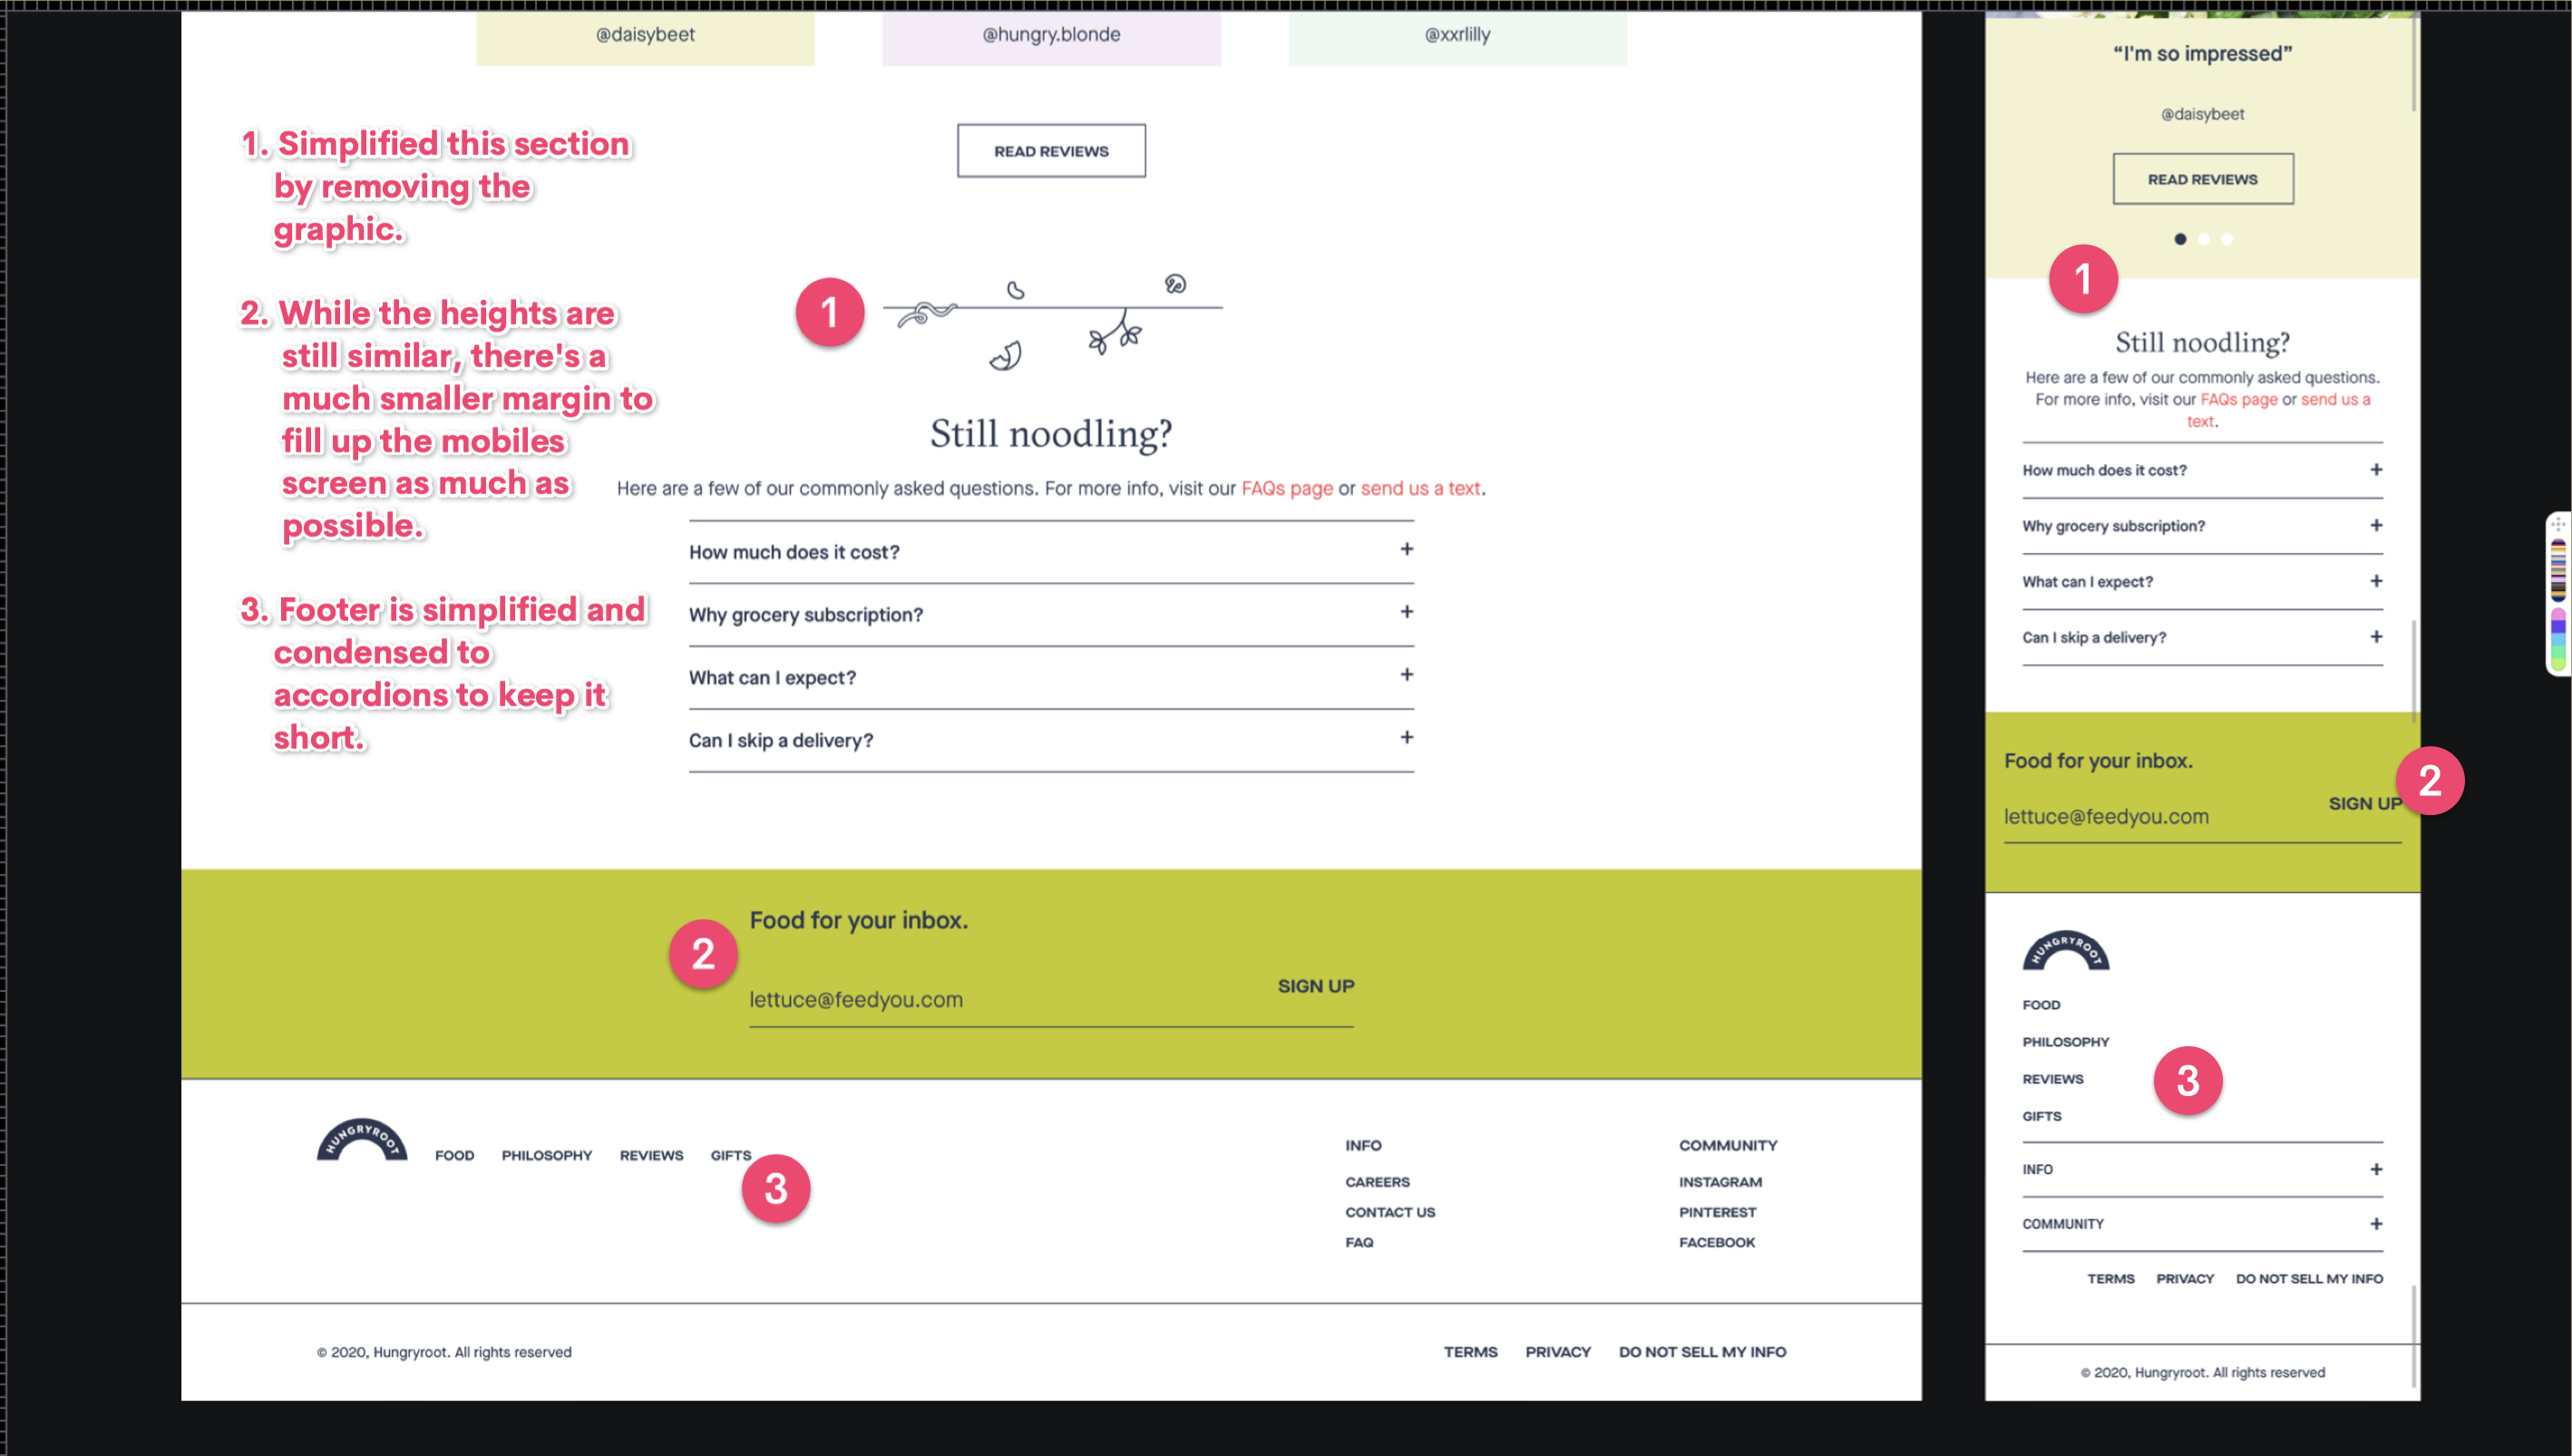 @daisybeet
@hungry.blonde
@xxrlilly
READ REVIEWS
1. Simplified this section
by removing the
graphic.
2. While the heights are
still similar, there's a
much smaller margin to
fill up the mobiles
screen as much as
possible.
3. Footer is simplified and
condensed to
accordions to keep it
short.
1
Still noodling?
Here are a few of our commonly asked questions. For more info, visit our FAQs page or send us a text.
How much does it cost? +
Why grocery subscription? +
What can I expect? +
Can I skip a delivery? +
2
Food for your inbox.
lettuce@feedyou.com
SIGN UP
HUNGRYROOT
FOOD PHILOSOPHY REVIEWS GIFTS
3
INFO
CAREERS
CONTACT US
FAQ
COMMUNITY
INSTAGRAM
PINTEREST
FACEBOOK
© 2020, Hungryroot. All rights reserved
TERMS PRIVACY DO NOT SELL MY INFO
“I'm so impressed”
@daisybeet
READ REVIEWS
1
Still noodling?
Here are a few of our commonly asked questions.
For more info, visit our FAQs page or send us a
text.
How much does it cost? +
Why grocery subscription? +
What can I expect? +
Can I skip a delivery? +
Food for your inbox.
2
lettuce@feedyou.com
SIGN UP
HUNGRYROOT
FOOD
PHILOSOPHY
REVIEWS
GIFTS
3
INFO +
COMMUNITY +
TERMS PRIVACY DO NOT SELL MY INFO
© 2020, Hungryroot. All rights reserved